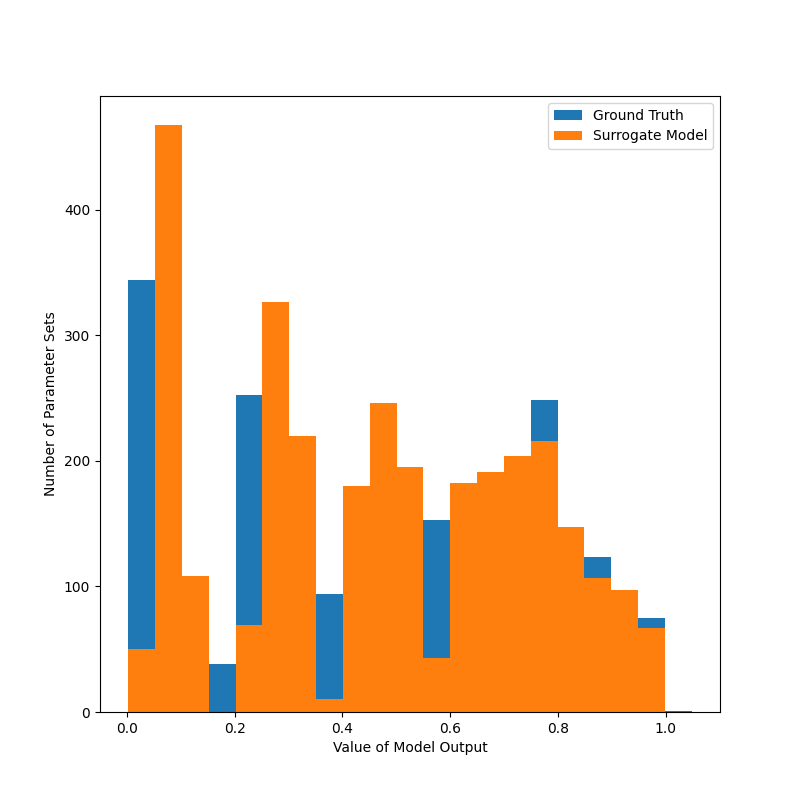 Ground Truth
Surrogate Model
Number of Parameter Sets
400
300
200
100
0
0.0 0.2 0.4 0.6 0.8 1.0
Value of Model Output